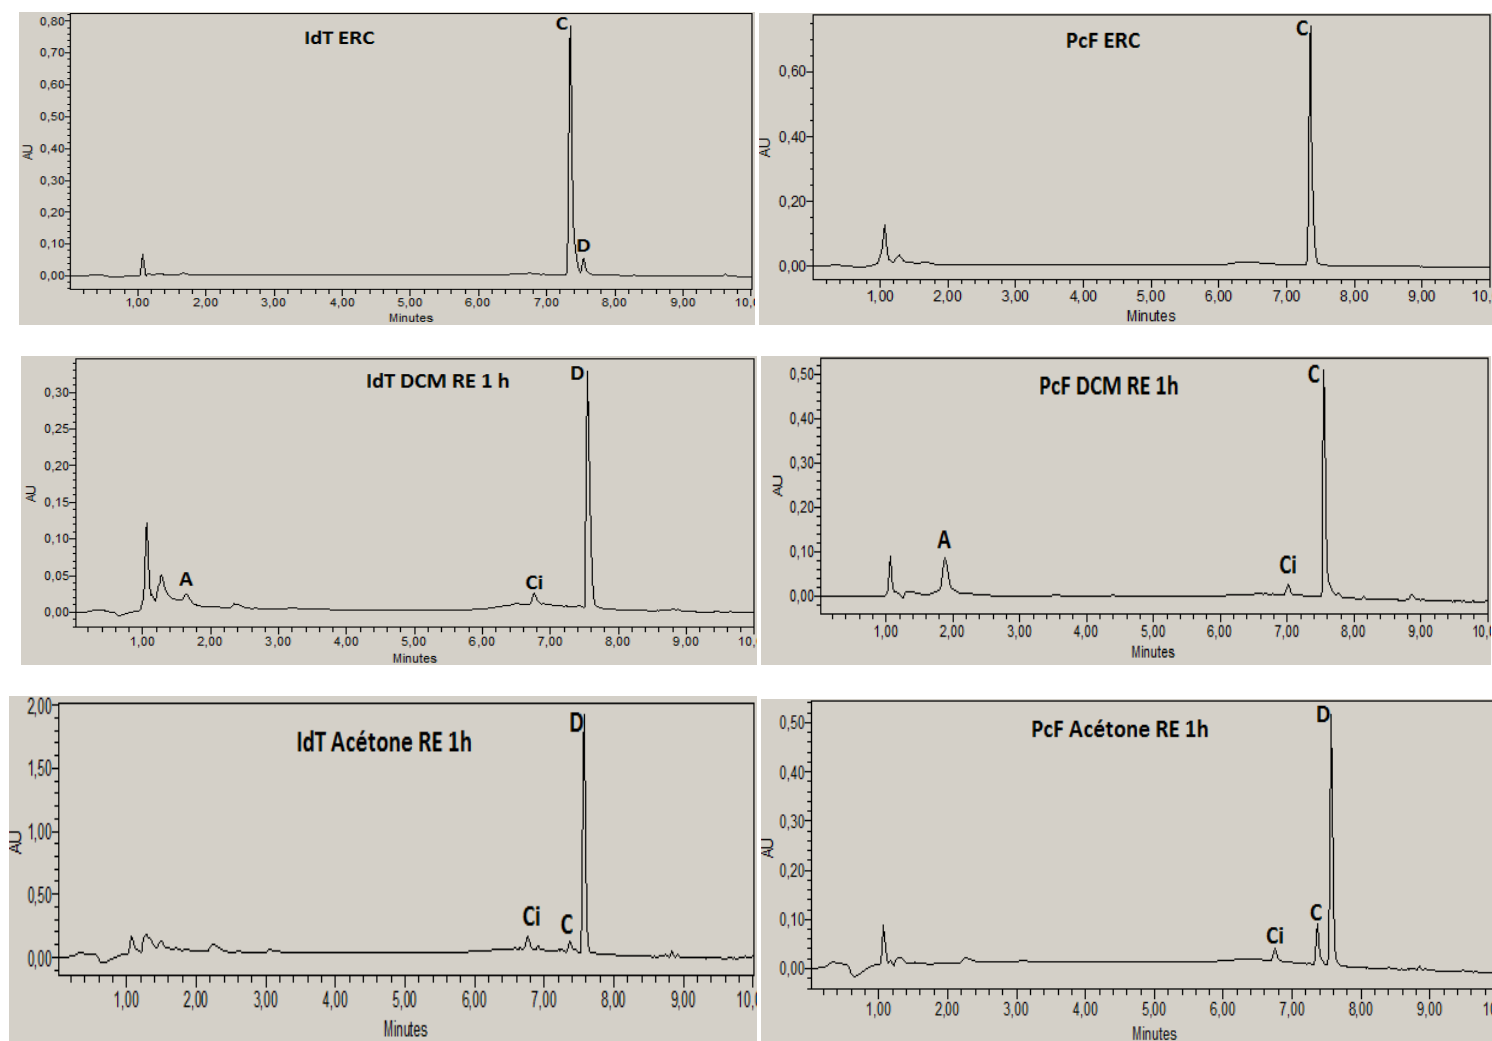 IdT ERC
C
D
0,80
0,70
0,60
0,50
0,40
0,30
0,20
0,10
0,00
AU
1,00 2,00 3,00 4,00 5,00 6,00 7,00 8,00 9,00 10,0
Minutes
PcF ERC
C
0,60
0,40
0,20
0,00
AU
1,00 2,00 3,00 4,00 5,00 6,00 7,00 8,00 9,00 10,
Minutes
IdT DCM RE 1 h
D
A
Ci
0,30
0,25
0,20
0,15
0,10
0,05
0,00
AU
1,00 2,00 3,00 4,00 5,00 6,00 7,00 8,00 9,00 10,0
Minutes
PcF DCM RE 1h
C
A
Ci
0,50
0,40
0,30
0,20
0,10
0,00
AU
1,00 2,00 3,00 4,00 5,00 6,00 7,00 8,00 9,00 10,0
Minutes
IdT Acétone RE 1h
D
Ci
C
2,00
1,50
1,00
0,50
0,00
AU
1,00 2,00 3,00 4,00 5,00 6,00 7,00 8,00 9,00 10,0
Minutes
PcF Acétone RE 1h
D
C
Ci
0,50
0,40
0,30
0,20
0,10
0,00
AU
1,00 2,00 3,00 4,00 5,00 6,00 7,00 8,00 9,00 10
Minutes